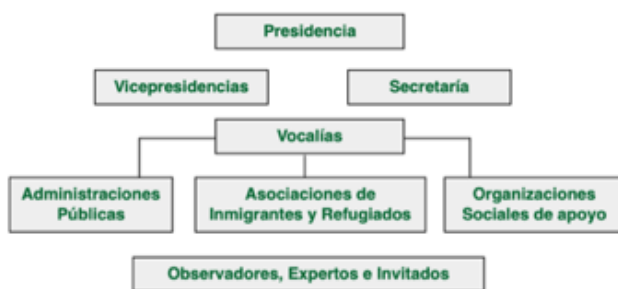 Presidencia
Vicepresidencias
Secretaría
Vocalías
Administraciones
Públicas
Asociaciones de
Inmigrantes y Refugiados
Organizaciones
Sociales de apoyo
Observadores, Expertos e Invitados